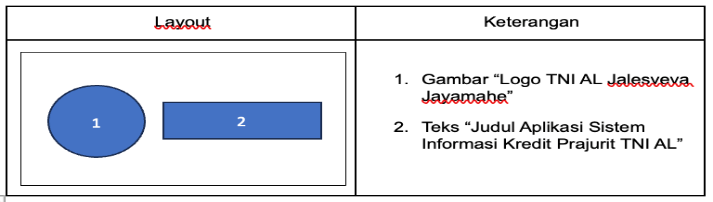 Layout
Keterangan
1
2
1. Gambar “Logo TNI AL Jalesveva
Jayamahe”
2. Teks “Judul Aplikasi Sistem
Informasi Kredit Prajurit TNI AL”